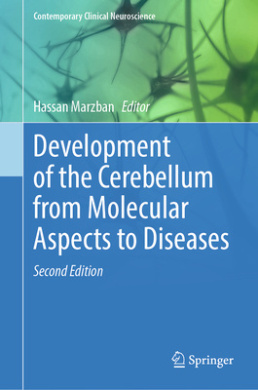 Contemporary Clinical Neuroscience
Hassan Marzban Editor
Development
of the Cerebellum
from Molecular
Aspects to Diseases
Second Edition
Springer